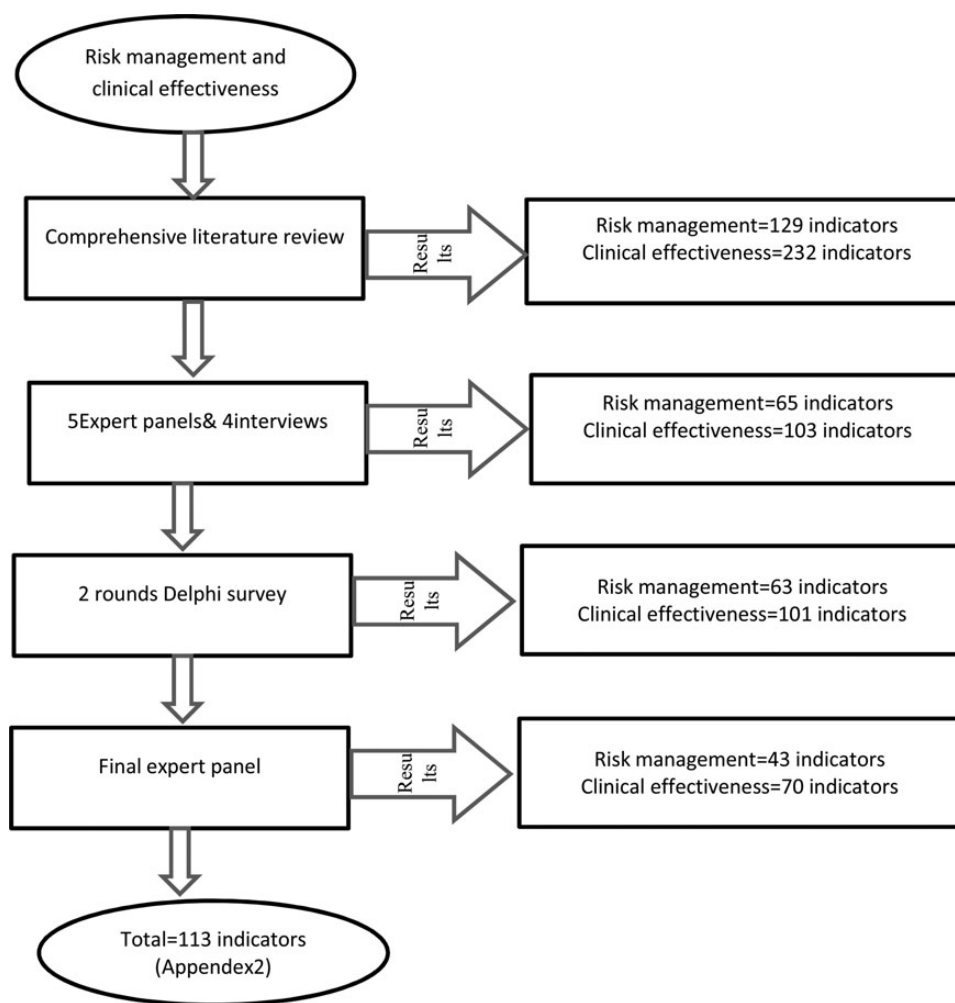 Risk management and
clinical effectiveness
Comprehensive literature review
Resu
lts
Risk management=129 indicators
Clinical effectiveness=232 indicators
5Expert panels& 4interviews
Resu
lts
Risk management=65 indicators
Clinical effectiveness=103 indicators
2 rounds Delphi survey
Resu
lts
Risk management=63 indicators
Clinical effectiveness=101 indicators
Final expert panel
Resu
lts
Risk management=43 indicators
Clinical effectiveness=70 indicators
Total=113 indicators
(Appendex2)